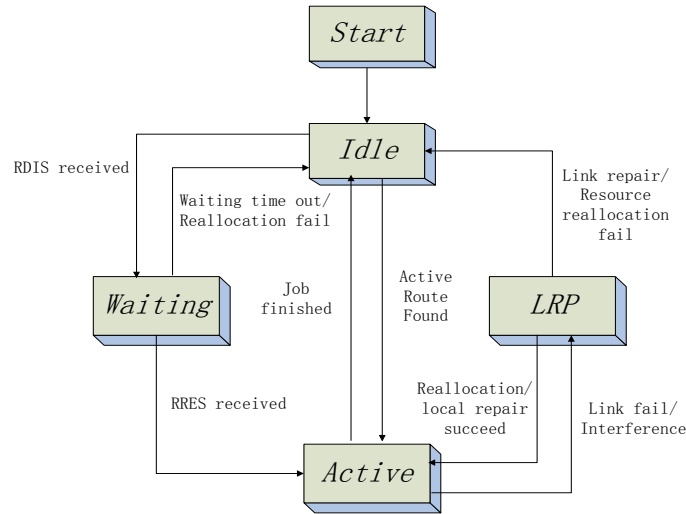 Start
Idle
RDIS received
Waiting time out/
Reallocation fail
Link repair/
Resource
reallocation
fail
Waiting
Job
finished
Active
Route
Found
LRP
RRES received
Reallocation/
local repair
succeed
Link fail/
Interference
Active